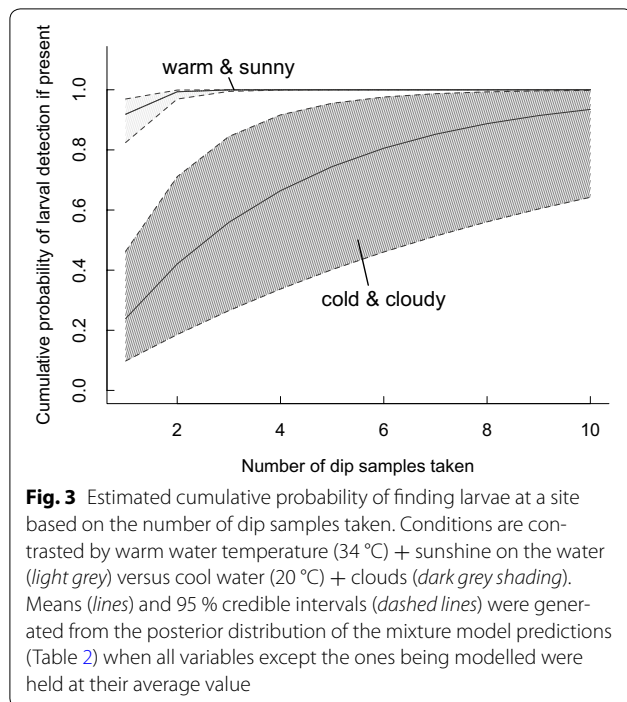 warm & sunny
Cumulative probability of larval detection if present
1.0
0.8
0.6
0.4
0.2
0.0
cold & cloudy
2
4
6
8
10
Number of dip samples taken
Fig. 3 Estimated cumulative probability of finding larvae at a site
based on the number of dip samples taken. Conditions are con-
trasted by warm water temperature (34 °C) + sunshine on the water
(light grey) versus cool water (20 °C) + clouds (dark grey shading).
Means (lines) and 95 % credible intervals (dashed lines) were gener-
ated from the posterior distribution of the mixture model predictions
(Table 2) when all variables except the ones being modelled were
held at their average value